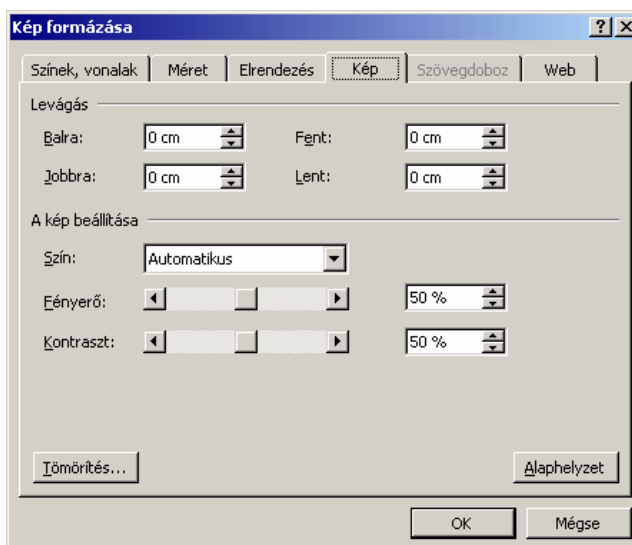 Kép formázása
Színek, vonalak Méret Elrendezés Kép Szövegdoboz Web
Levágás
Balra: 0 cm Fent: 0 cm
Jobbra: 0 cm Lent: 0 cm
A kép beállítása
Szín: Automatikus
Fényerő: 50 %
Kontraszt: 50 %
Tömörítés... Alaphelyzet
OK Mégse